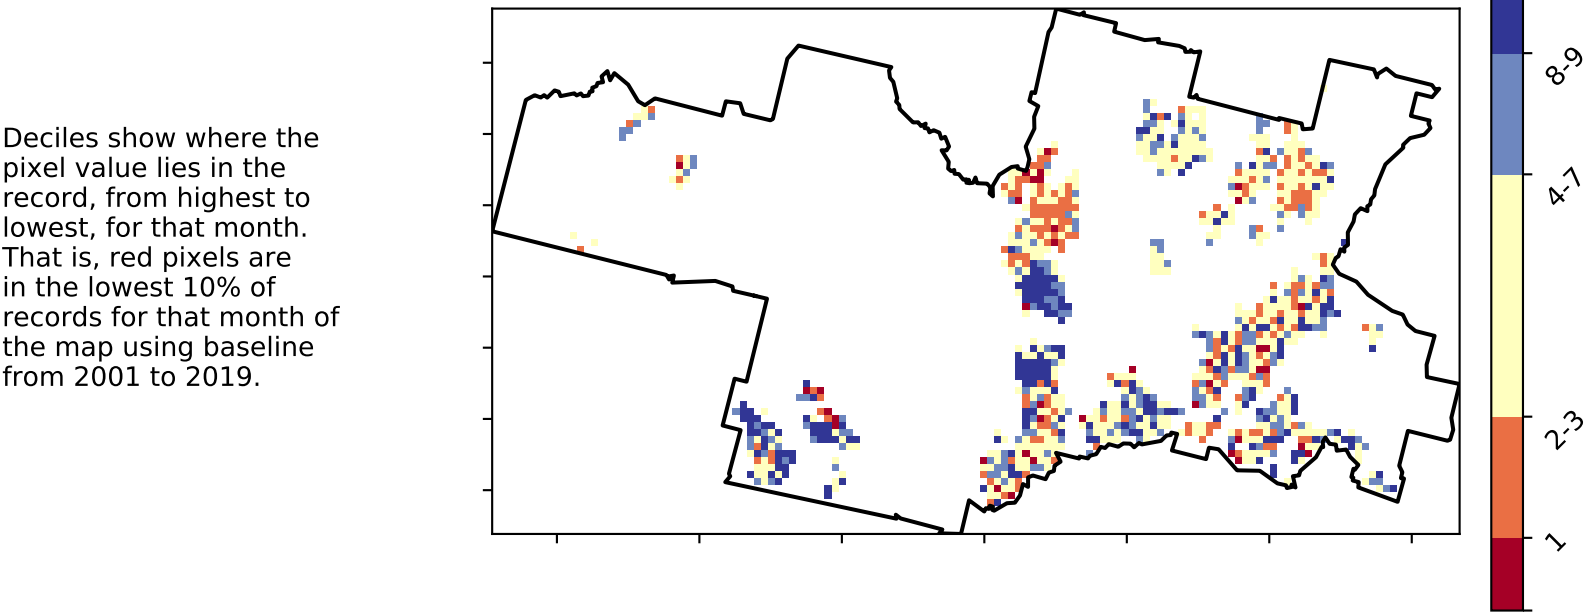 Deciles show where the
pixel value lies in the
record, from highest to
lowest, for that month.
That is, red pixels are
in the lowest 10% of
records for that month of
the map using baseline
from 2001 to 2019.
8-9
4-7
2-3
1